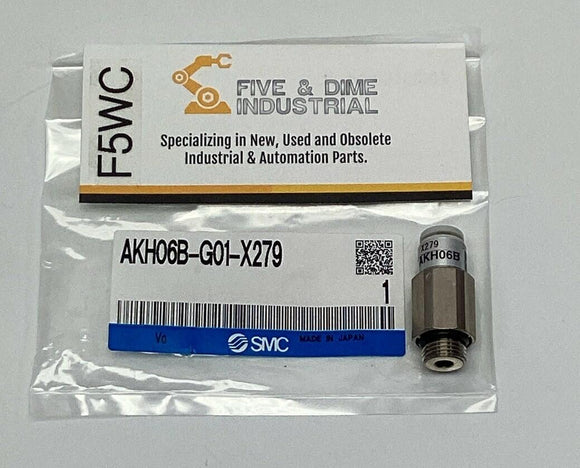 F5WC
FIVE & DIME
INDUSTRIAL
Specializing in New, Used and Obsolete
Industrial & Automation Parts.
AKH06B-G01-X279
1
Vo
SMC
MADE IN JAPAN
X279
AKH06B